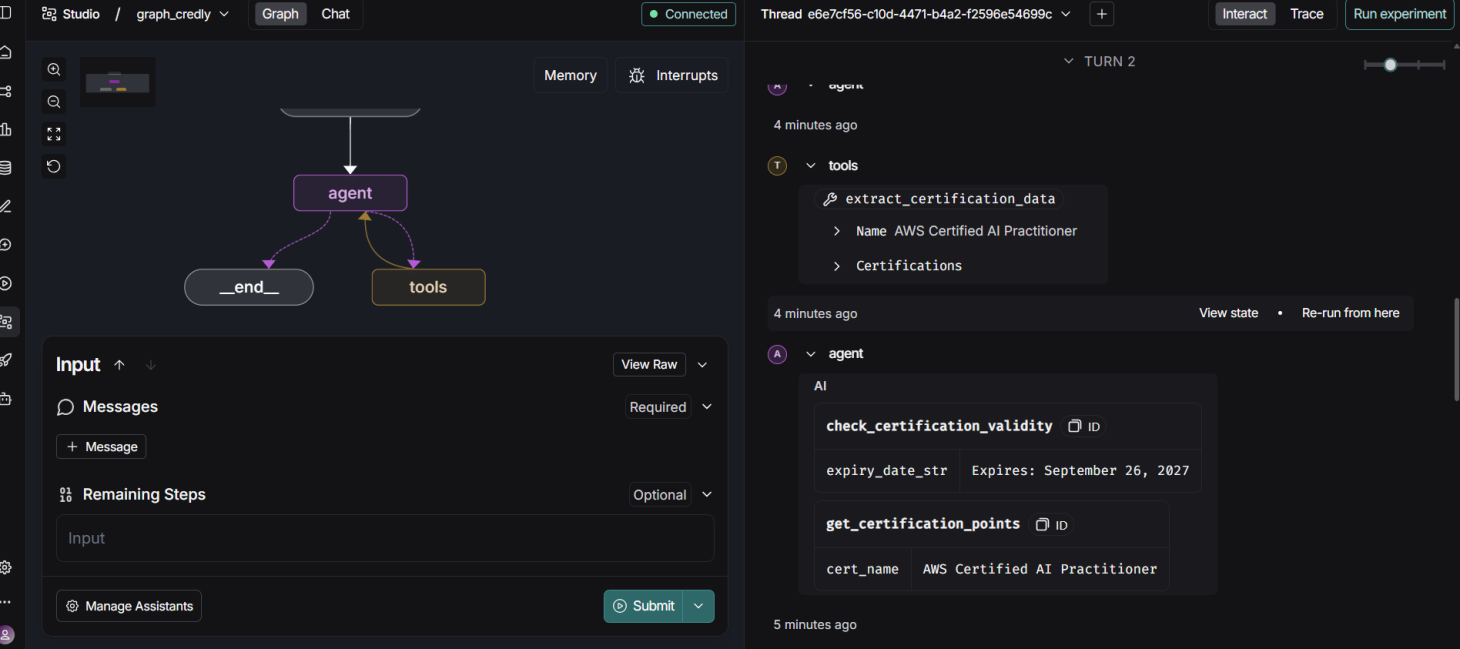 Studio / graph_credly
Graph Chat
Connected
Memory
Interrupts
agent
__end__
tools
Input
View Raw
Messages
Required
+ Message
0110 Remaining Steps
Optional
Input
Manage Assistants
Submit
Thread e6e7cf56-c10d-4471-b4a2-f2596e54699c
+
Interact Trace
Run experiment
TURN 2
A agent
4 minutes ago
T tools
extract_certification_data
Name AWS Certified AI Practitioner
Certifications
4 minutes ago
View state • Re-run from here
A agent
AI
check_certification_validity ID
expiry_date_str Expires: September 26, 2027
get_certification_points ID
cert_name AWS Certified AI Practitioner
5 minutes ago